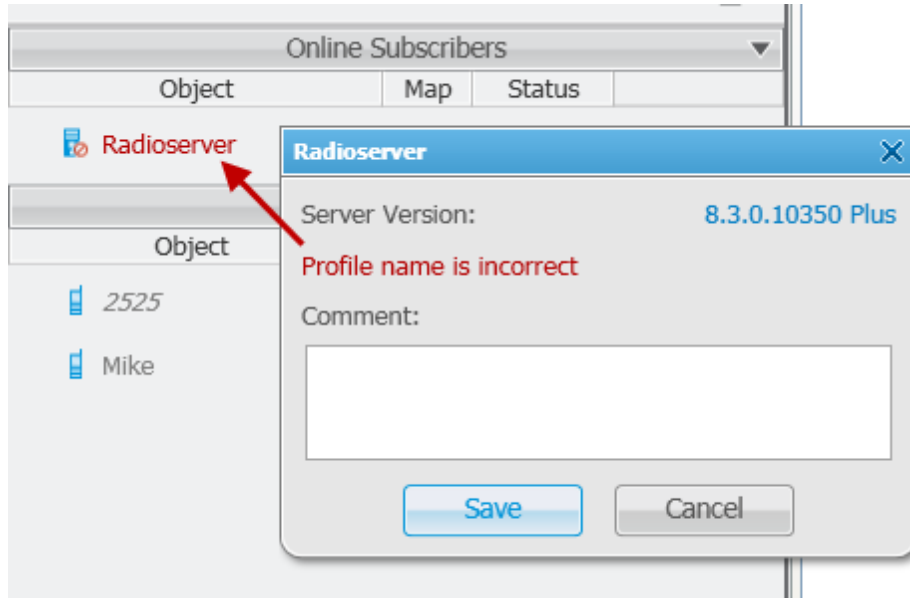 Online Subscribers
Object Map Status
Radioserver
Radioserver
Server Version: 8.3.0.10350 Plus
Object
Profile name is incorrect
2525
Comment:
Mike
Save Cancel